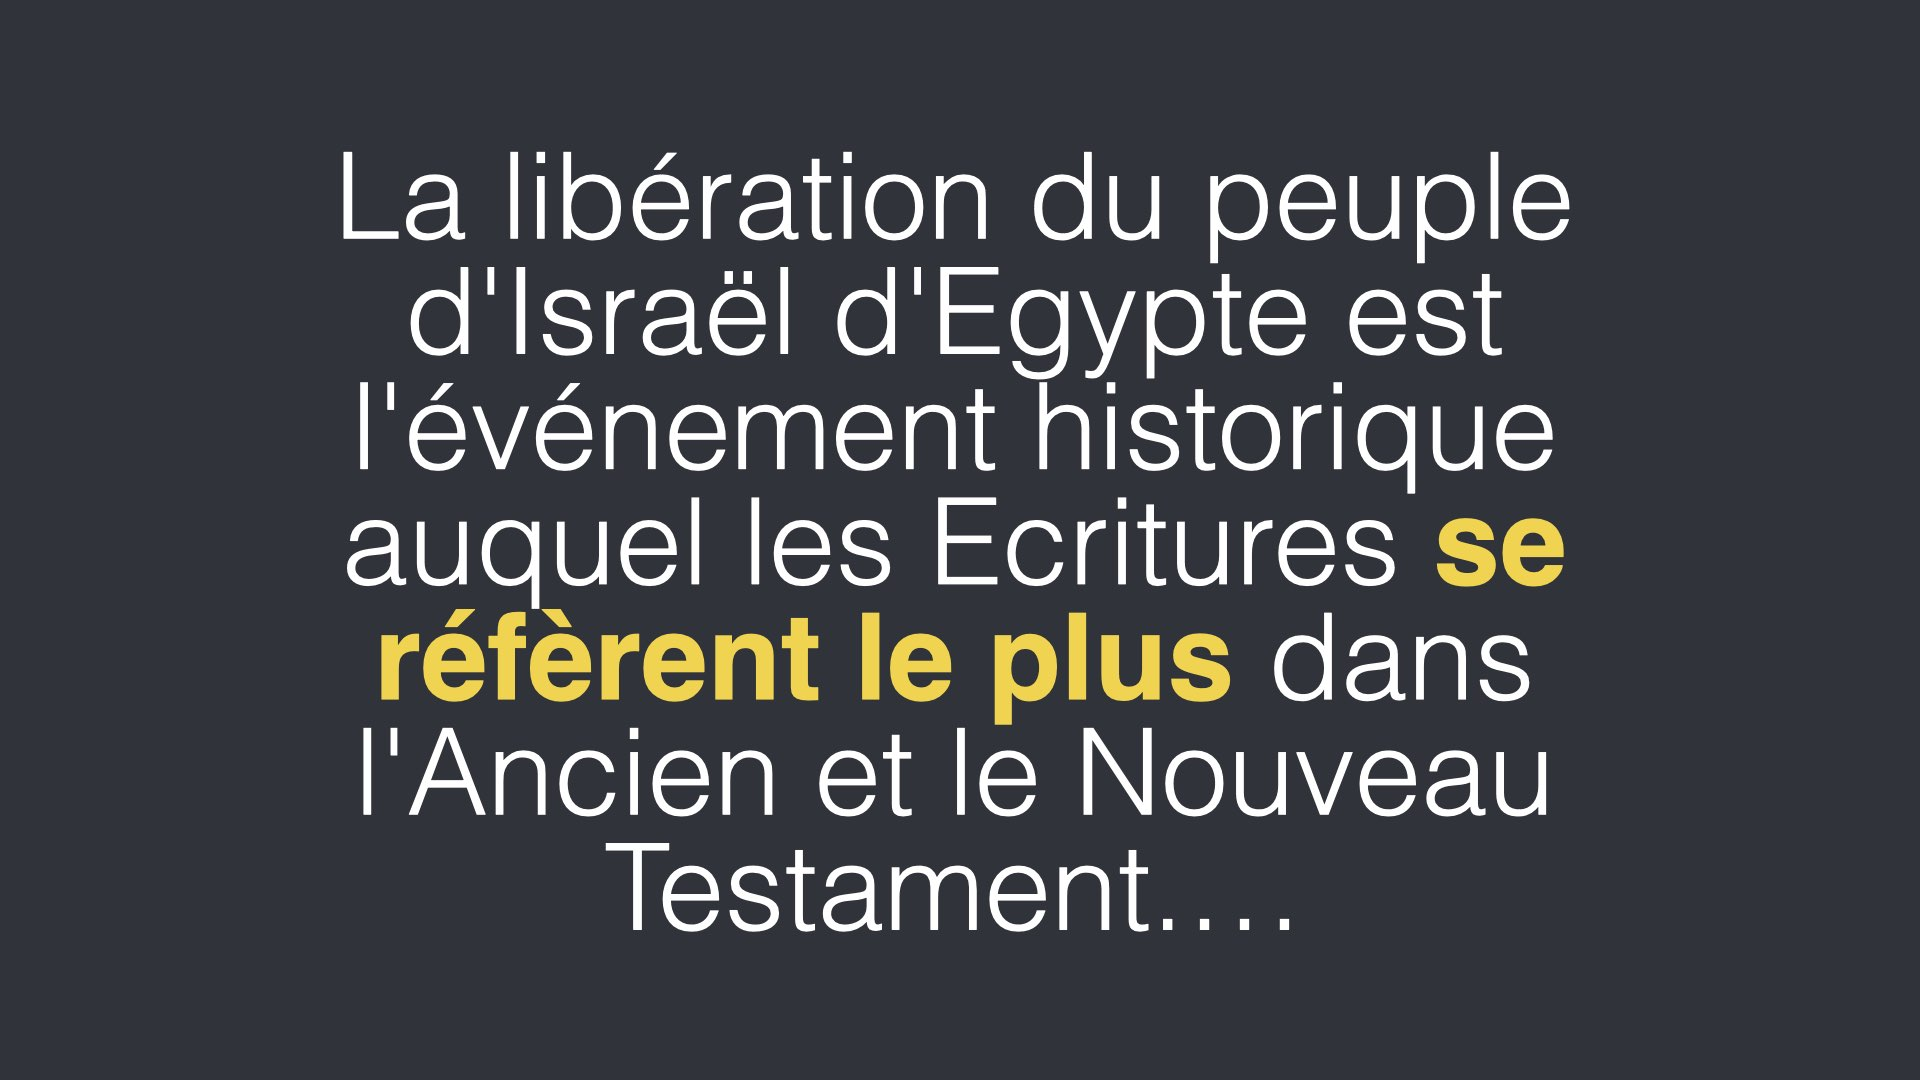 La libération du peuple
d'Israël d'Egypte est
l'événement historique
auquel les Ecritures se
réfèrent le plus dans
l'Ancien et le Nouveau
Testament….